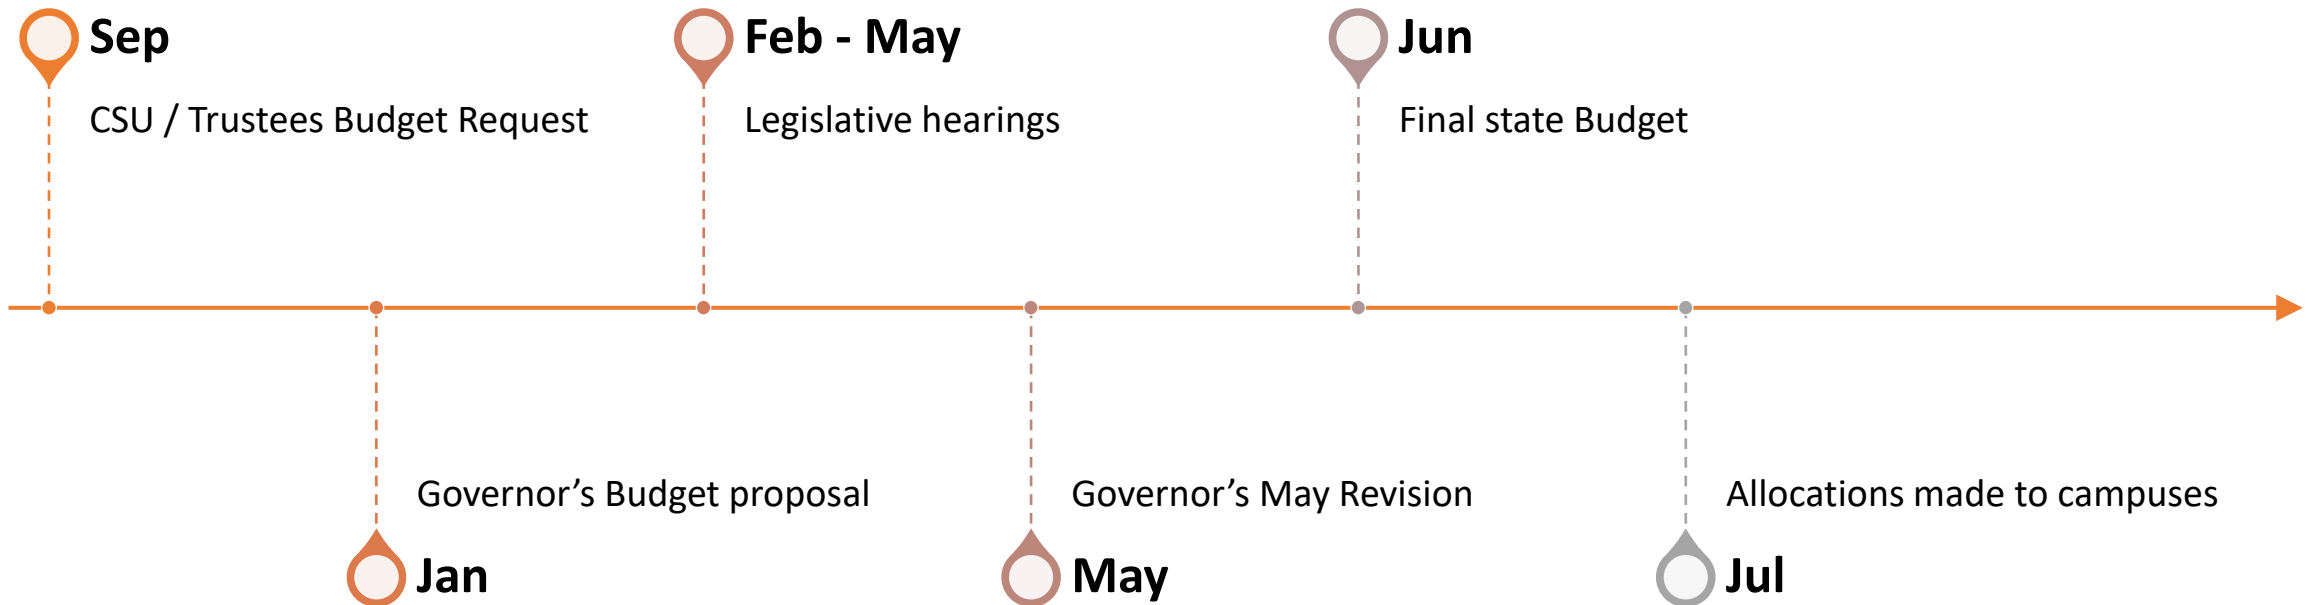 Sep
CSU / Trustees Budget Request
Feb - May
Legislative hearings
Jun
Final state Budget
Governor’s Budget proposal
Jan
Governor’s May Revision
May
Allocations made to campuses
Jul